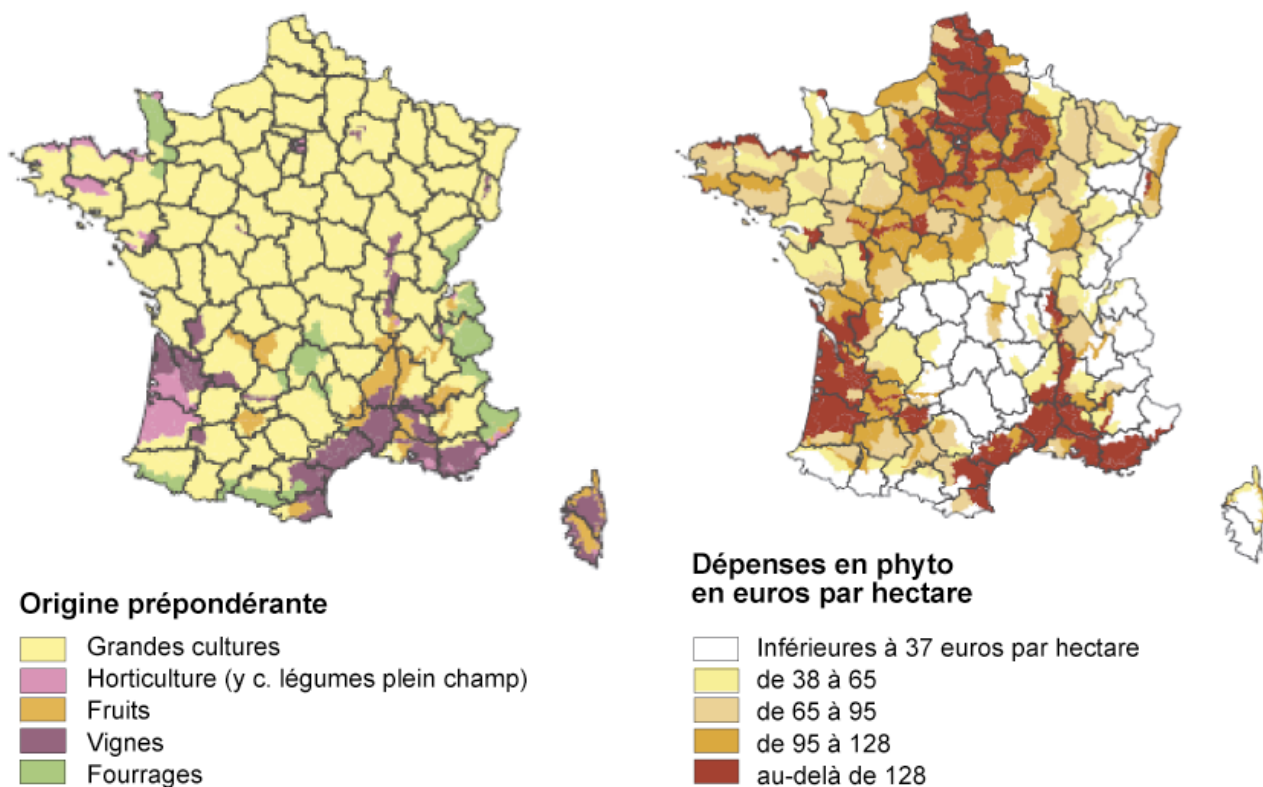 Origine prépondérante
Grandes cultures
Horticulture (y c. légumes plein champ)
Fruits
Vignes
Fourrages
Dépenses en phyto
en euros par hectare
Inférieures à 37 euros par hectare
de 38 à 65
de 65 à 95
de 95 à 128
au-delà de 128